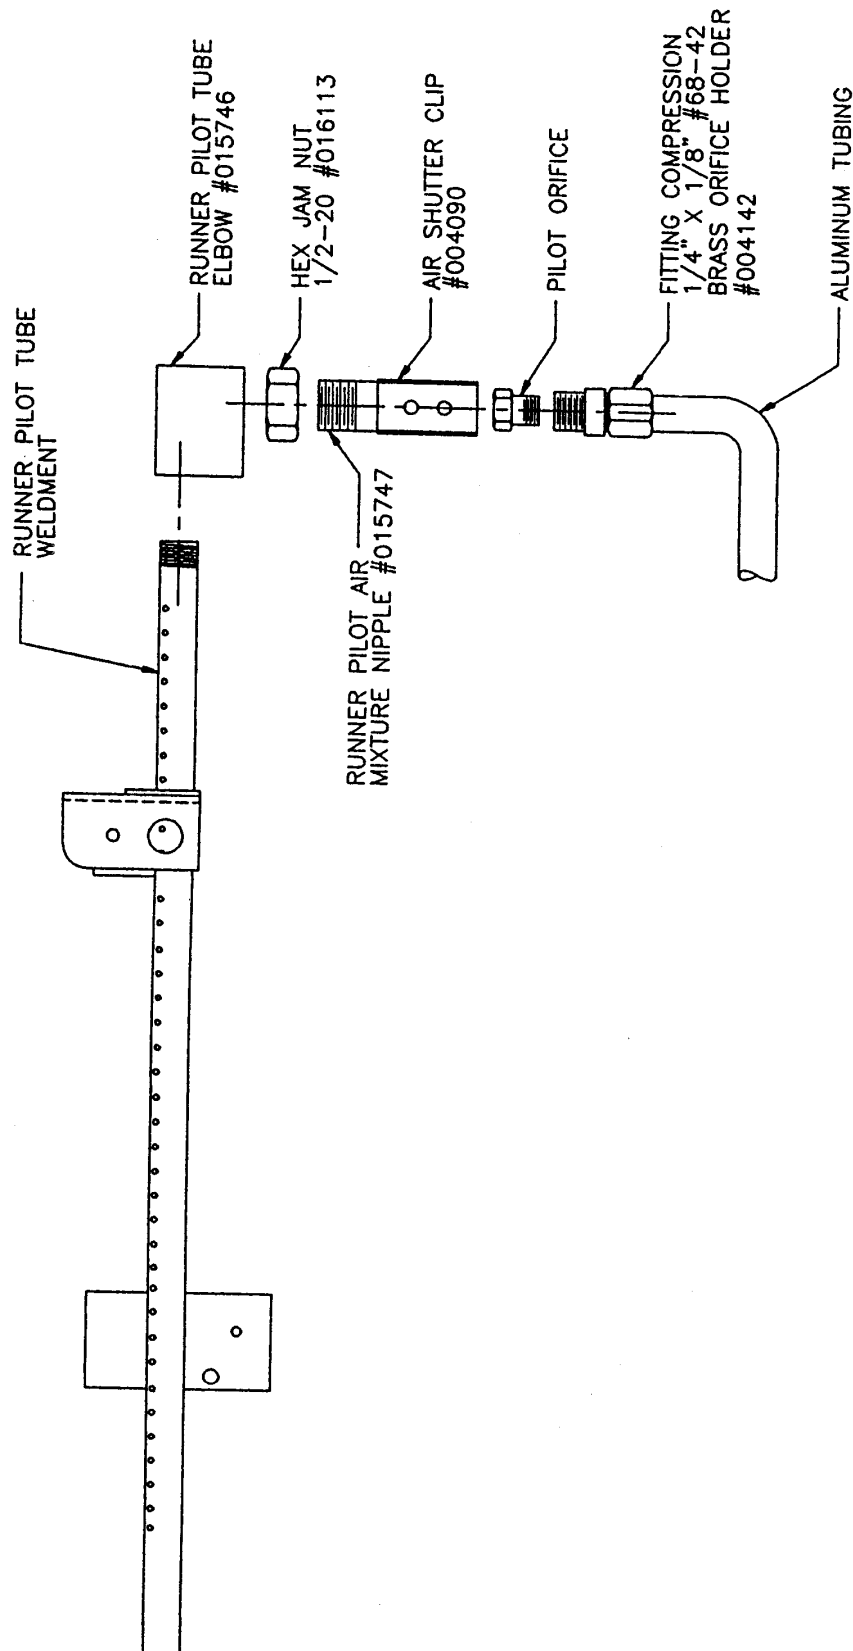 RUNNER PILOT TUBE
WELDMENT
RUNNER PILOT TUBE
ELBOW #015746
HEX JAM NUT
1/2-20 #016113
RUNNER PILOT AIR
MIXTURE NIPPLE #015747
AIR SHUTTER CLIP
#004090
PILOT ORIFICE
FITTING COMPRESSION
1/4" X 1/8" #68-42
BRASS ORIFICE HOLDER
#004142
ALUMINUM TUBING